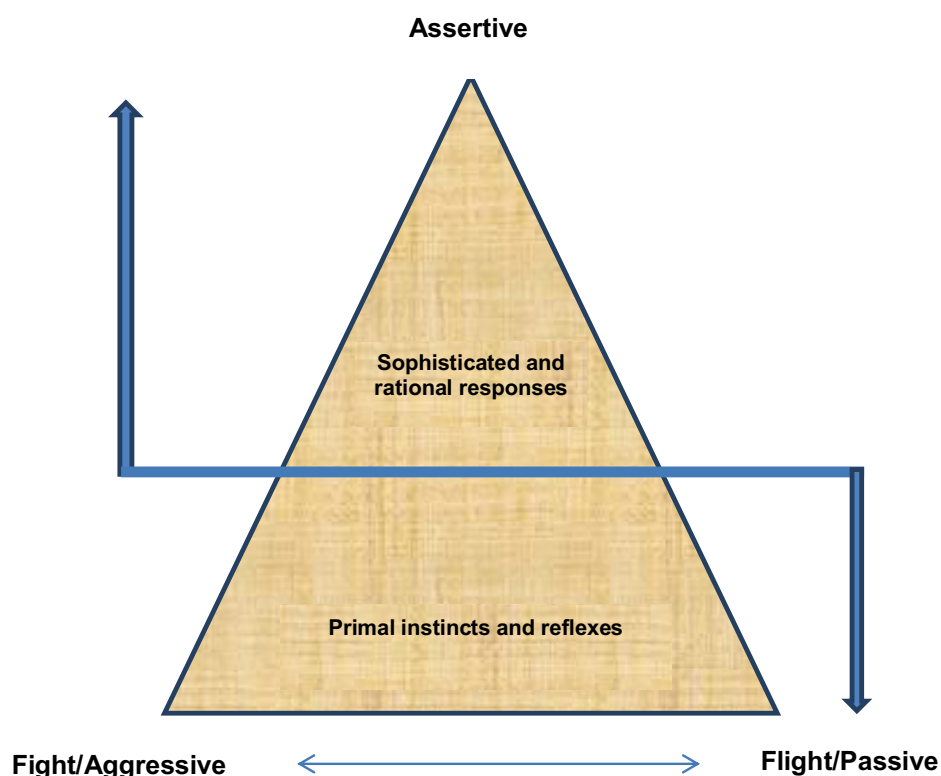 Assertive
Sophisticated and
rational responses
Primal instincts and reflexes
Fight/Aggressive
Flight/Passive